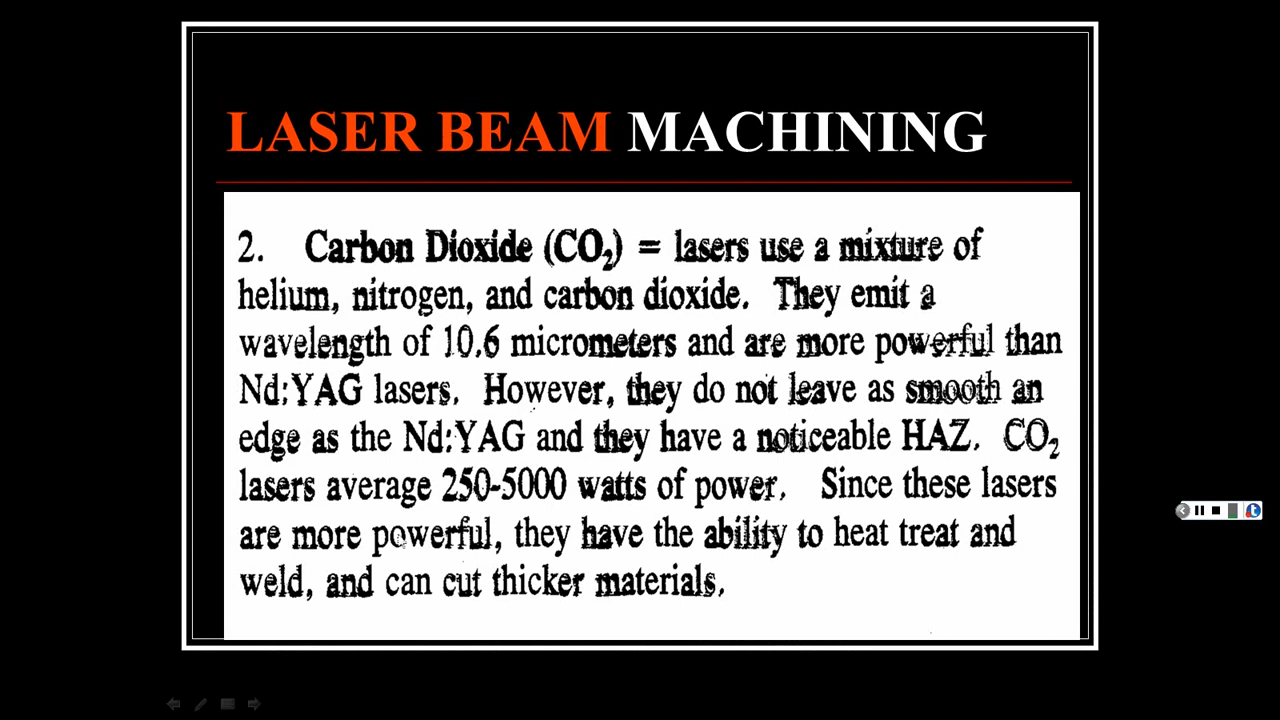 LASER BEAM MACHINING
2. Carbon Dioxide (CO₂) = lasers use a mixture of
helium, nitrogen, and carbon dioxide. They emit a
wavelength of 10.6 micrometers and are more powerful than
Nd:YAG lasers. However, they do not leave as smooth an
edge as the Nd:YAG and they have a noticeable HAZ. CO₂
lasers average 250-5000 watts of power. Since these lasers
are more powerful, they have the ability to heat treat and
weld, and can cut thicker materials.
t